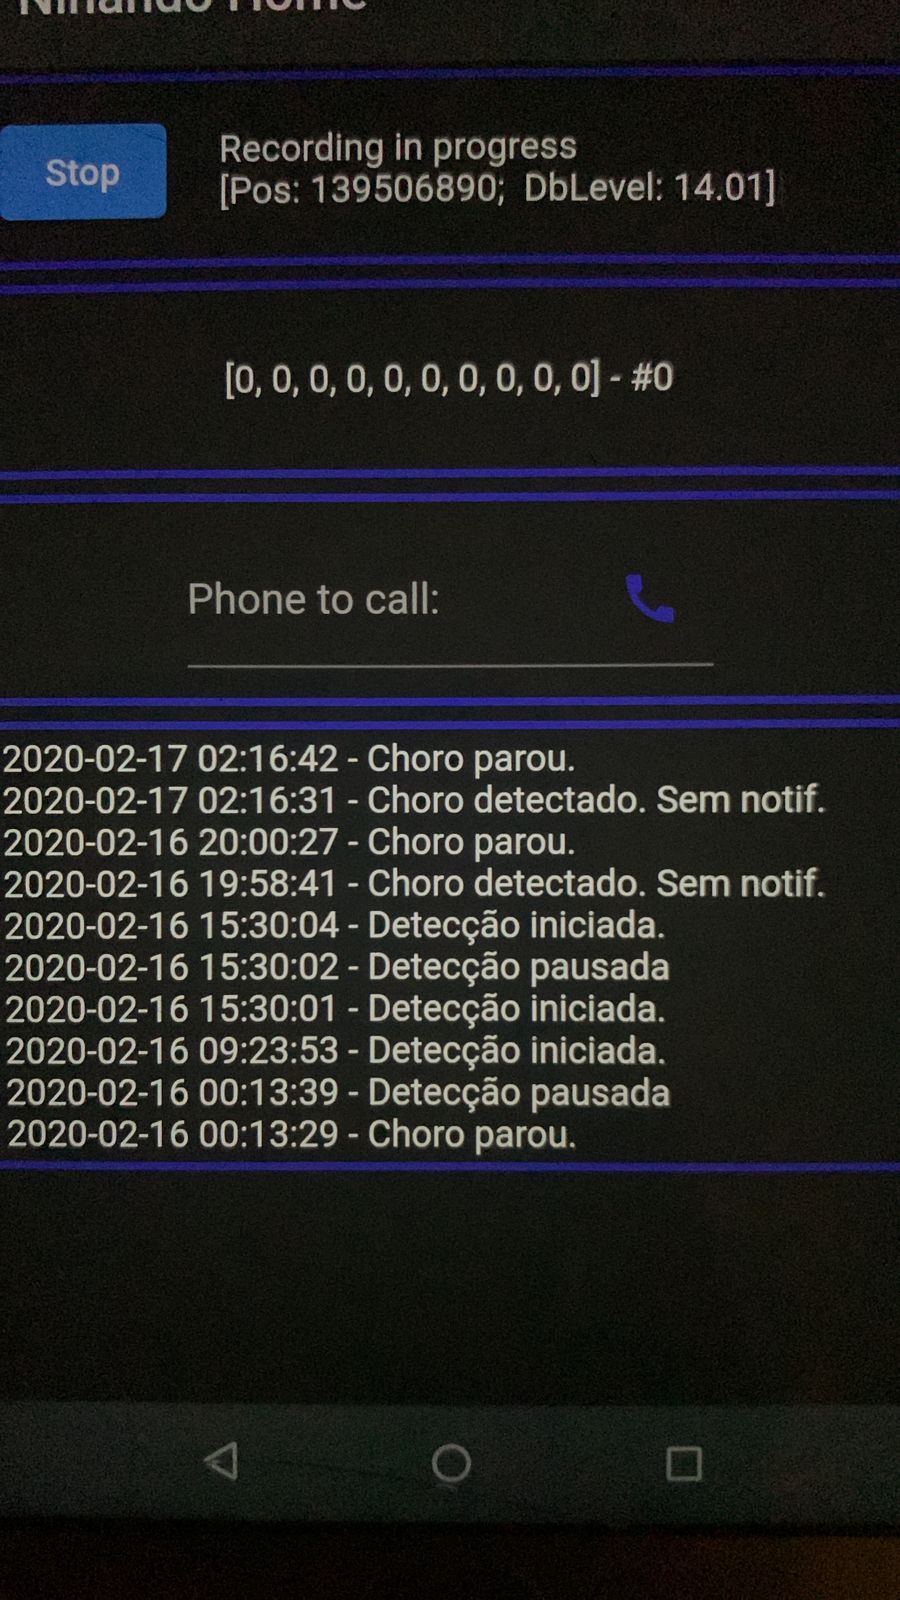 Ninando Home
Stop
Recording in progress
[Pos: 139506890; DbLevel: 14.01]
[0, 0, 0, 0, 0, 0, 0, 0, 0, 0] - #0
Phone to call:
2020-02-17 02:16:42 - Choro parou.
2020-02-17 02:16:31 - Choro detectado. Sem notif.
2020-02-16 20:00:27 - Choro parou.
2020-02-16 19:58:41 - Choro detectado. Sem notif.
2020-02-16 15:30:04 - Detecção iniciada.
2020-02-16 15:30:02 - Detecção pausada
2020-02-16 15:30:01 - Detecção iniciada.
2020-02-16 09:23:53 - Detecção iniciada.
2020-02-16 00:13:39 - Detecção pausada
2020-02-16 00:13:29 - Choro parou.